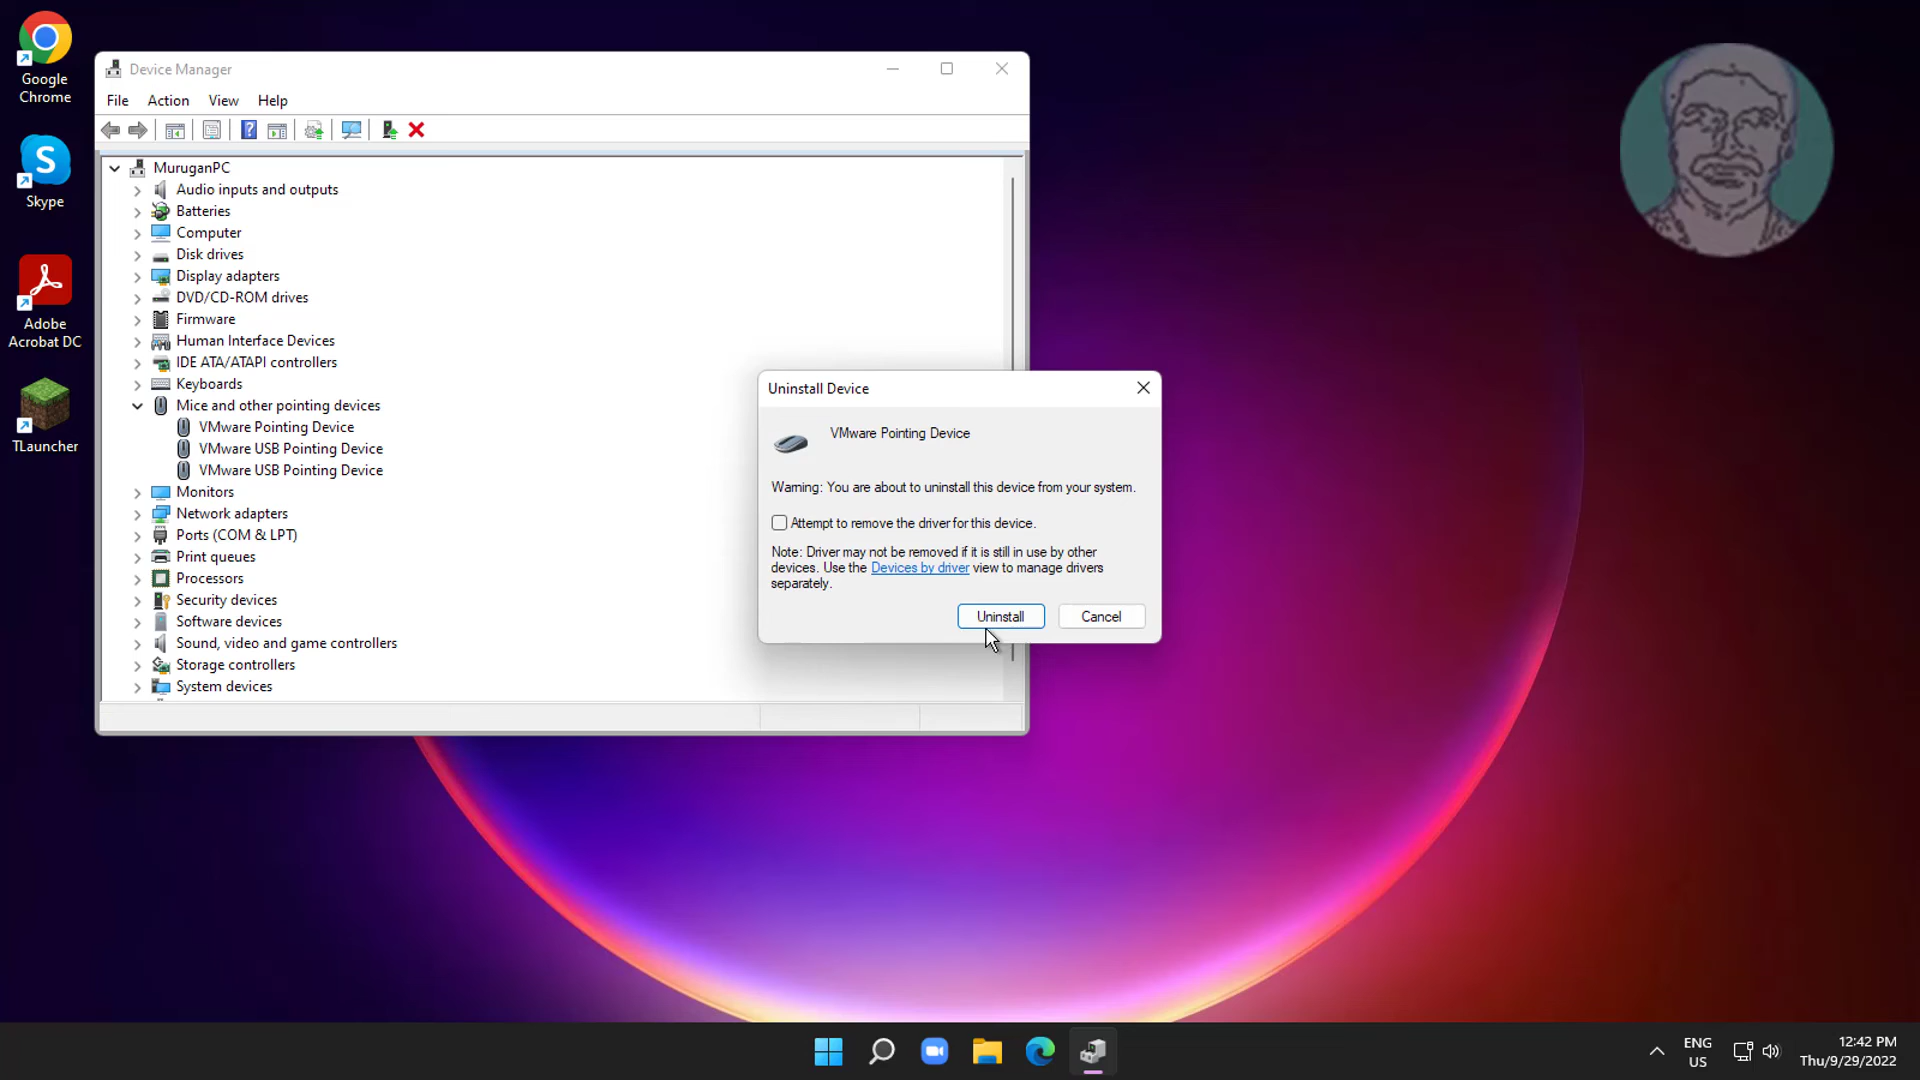 Google
Chrome
Skype
Adobe
Acrobat DC
TLauncher
Device Manager
File Action View Help
MuruganPC
Audio inputs and outputs
Batteries
Computer
Disk drives
Display adapters
DVD/CD-ROM drives
Firmware
Human Interface Devices
IDE ATA/ATAPI controllers
Keyboards
Mice and other pointing devices
VMware Pointing Device
VMware USB Pointing Device
VMware USB Pointing Device
Monitors
Network adapters
Ports (COM & LPT)
Print queues
Processors
Security devices
Software devices
Sound, video and game controllers
Storage controllers
System devices
Uninstall Device
VMware Pointing Device
Warning: You are about to uninstall this device from your system.
Attempt to remove the driver for this device.
Note: Driver may not be removed if it is still in use by other
devices. Use the Devices by driver view to manage drivers
separately.
Uninstall Cancel
ENG
US
12:42 PM
Thu/9/29/2022